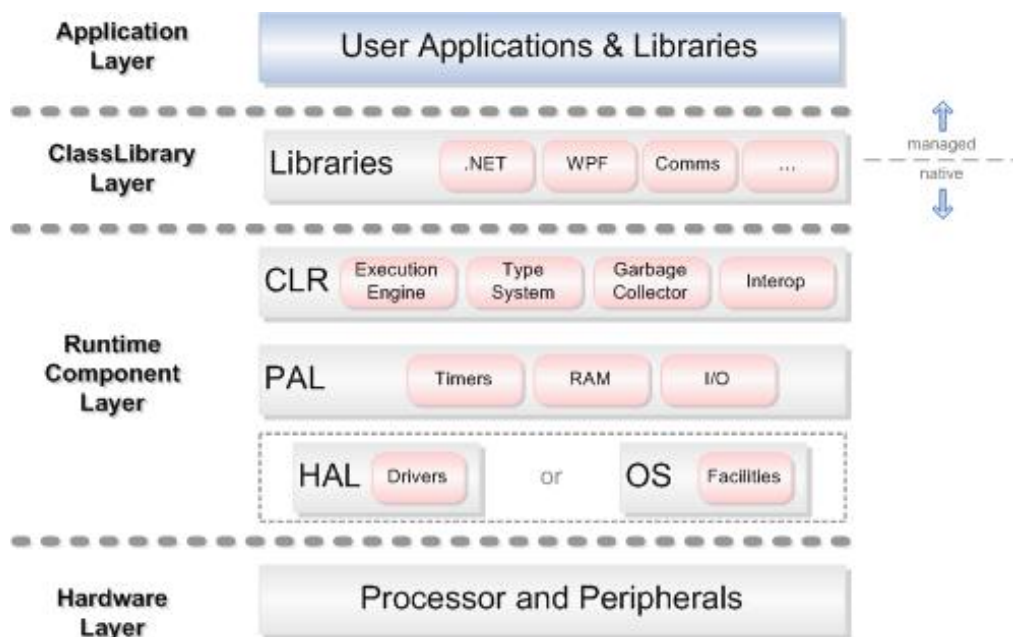 Application
Layer
User Applications & Libraries
managed
native
ClassLibrary
Layer
Libraries
.NET
WPF
Comms
...
Runtime
Component
Layer
CLR
Execution
Engine
Type
System
Garbage
Collector
Interop
PAL
Timers
RAM
I/O
HAL
Drivers
or
OS
Facilities
Hardware
Layer
Processor and Peripherals